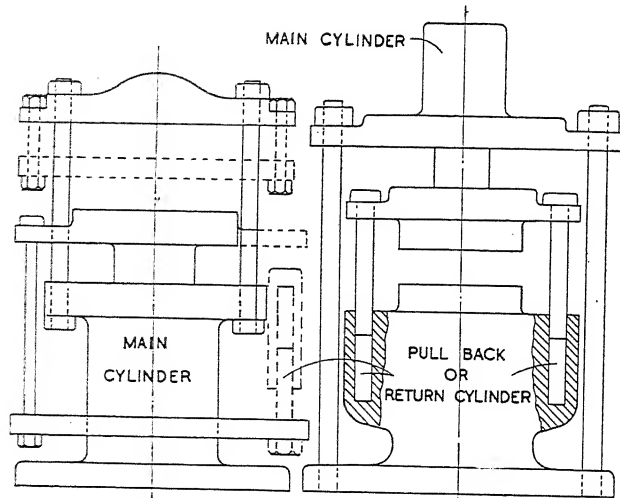 MAIN CYLINDER
MAIN
CYLINDER
PULL BACK
OR
RETURN CYLINDER